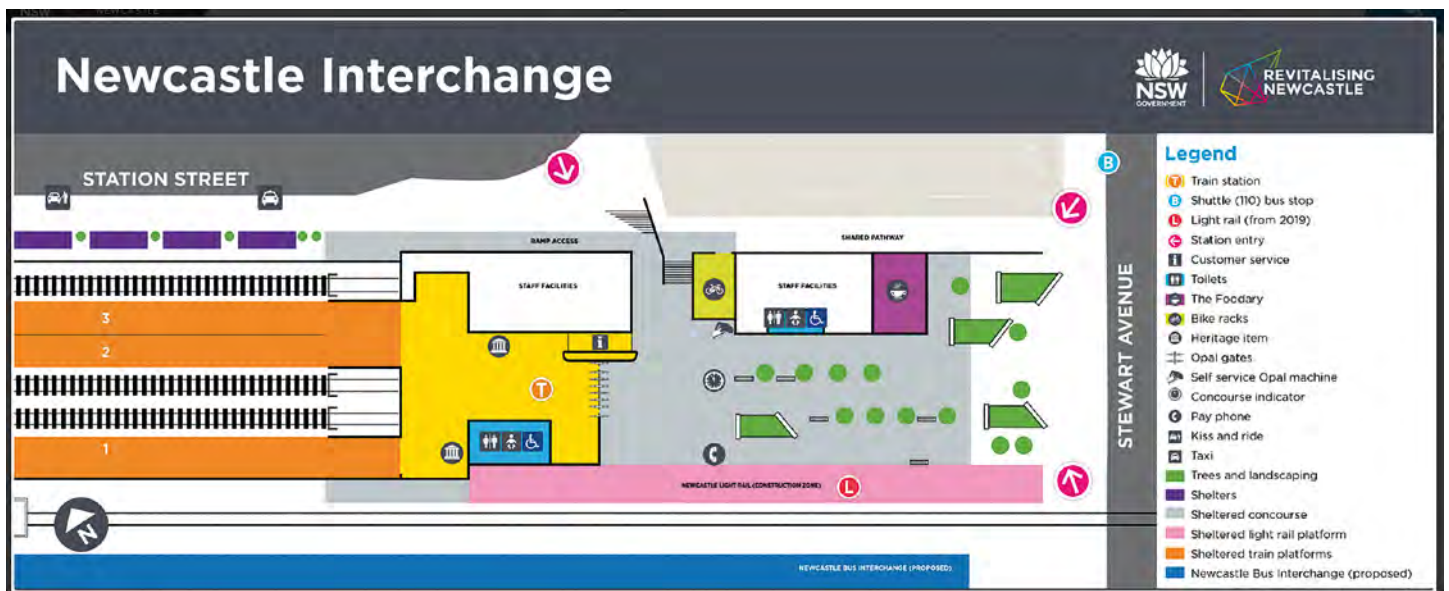 NSW
NEWCASTLE
Newcastle Interchange
NSW
GOVERNMENT
REVITALISING
NEWCASTLE
STATION STREET
B
RAMP ACCESS
SHARED PATHWAY
STAFF FACILITIES
STAFF FACILITIES
3
2
i
T
1
NEWCASTLE LIGHT RAIL (CONSTRUCTION ZONE)
L
N
NEWCASTLE BUS INTERCHANGE (PROPOSED)
STEWART AVENUE
Legend
T Train station
B Shuttle (110) bus stop
L Light rail (from 2019)
Station entry
i Customer service
Toilets
The Foodary
Bike racks
Heritage item
Opal gates
Self service Opal machine
Concourse indicator
Pay phone
Kiss and ride
Taxi
Trees and landscaping
Shelters
Sheltered concourse
Sheltered light rail platform
Sheltered train platforms
Newcastle Bus Interchange (proposed)